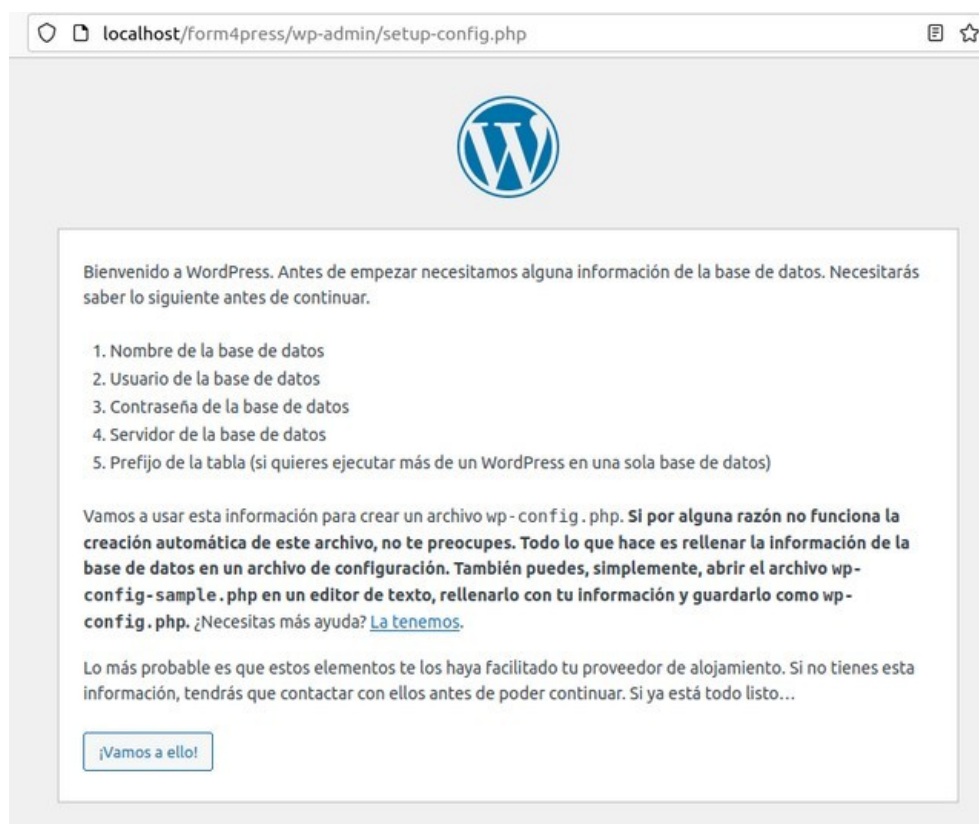 localhost/form4press/wp-admin/setup-config.php
W
Bienvenido a WordPress. Antes de empezar necesitamos alguna información de la base de datos. Necesitarás
saber lo siguiente antes de continuar.
1. Nombre de la base de datos
2. Usuario de la base de datos
3. Contraseña de la base de datos
4. Servidor de la base de datos
5. Prefijo de la tabla (si quieres ejecutar más de un WordPress en una sola base de datos)
Vamos a usar esta información para crear un archivo wp-config.php. Si por alguna razón no funciona la
creación automática de este archivo, no te preocupes. Todo lo que hace es rellenar la información de la
base de datos en un archivo de configuración. También puedes, simplemente, abrir el archivo wp-
config-sample.php en un editor de texto, rellenarlo con tu información y guardarlo como wp-
config.php. ¿Necesitas más ayuda? La tenemos.
Lo más probable es que estos elementos te los haya facilitado tu proveedor de alojamiento. Si no tienes esta
información, tendrás que contactar con ellos antes de poder continuar. Si ya está todo listo…
¡Vamos a ello!